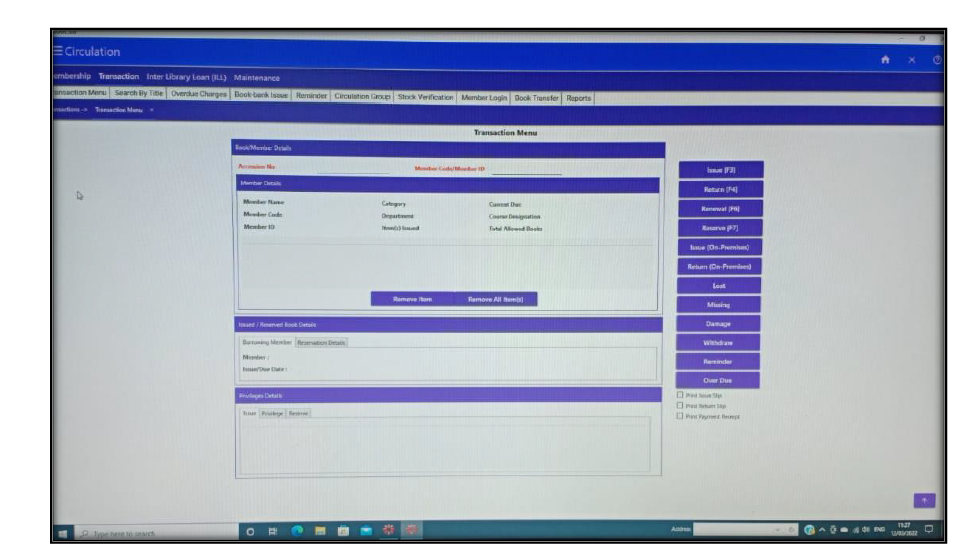 Circulation
Membership Transaction Inter Library Loan (ILL) Maintenance
Transaction Menu Search By Title Overdue Charges Book-bank Issue Reminder Circulation Group Stock Verification Member Login Book Transfer Reports
Transactions -> Transaction Menu
Transaction Menu
Book/Member Details
Accession No Member Code/Member ID
Member Details
Member Name Category Current Due
Member Code Department Course Designation
Member ID Item(s) Issued Total Allowed Books
Remove Item Remove All Item(s)
Issued / Reserved Book Details
Borrowing Member Reservation Details
Member :
Issue/Due Date :
Privileges Details
Issue Privilege Reserve
Issue [F3]
Return [F4]
Renewal [F6]
Reserve [F7]
Issue (On-Premises)
Return (On-Premises)
Lost
Missing
Damage
Withdraw
Reminder
Over Due
Print Issue Slip
Print Return Slip
Print Payment Receipt
Type here to search
Address
ENG
11:27
12/03/2022